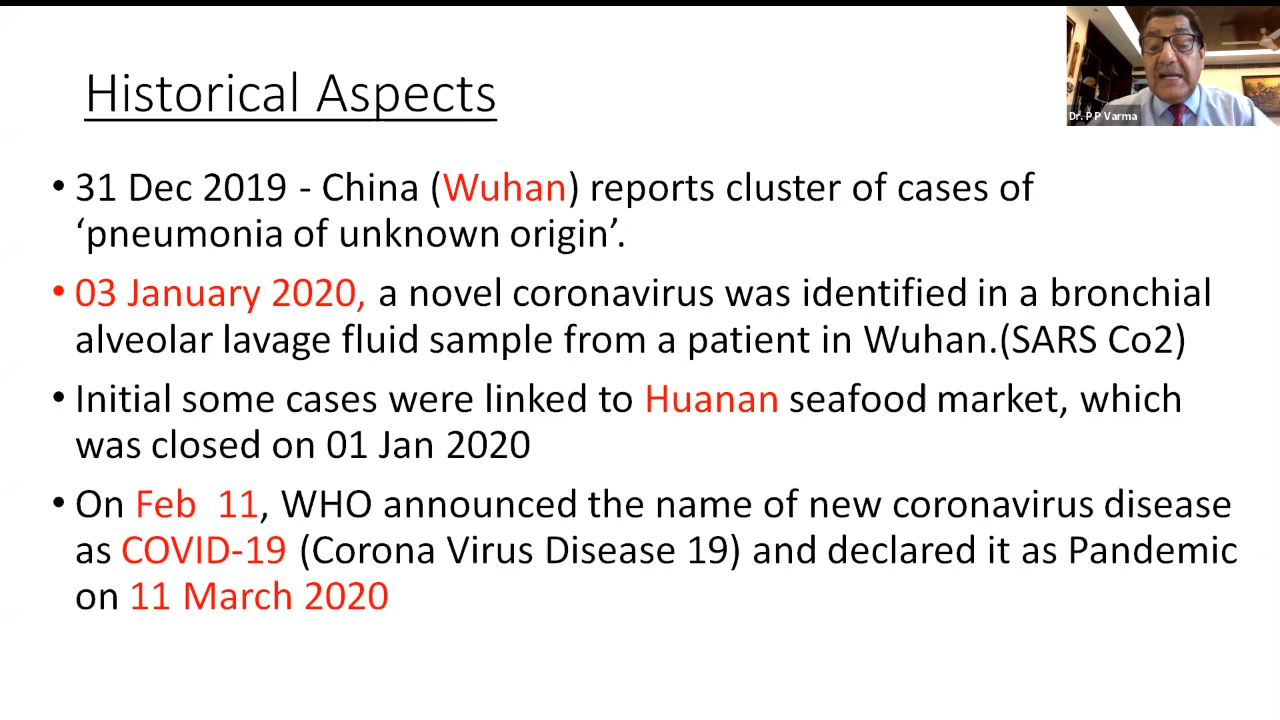 Historical Aspects
Dr. P P Varma
• 31 Dec 2019 - China (Wuhan) reports cluster of cases of
‘pneumonia of unknown origin’.
• 03 January 2020, a novel coronavirus was identified in a bronchial
alveolar lavage fluid sample from a patient in Wuhan.(SARS Co2)
• Initial some cases were linked to Huanan seafood market, which
was closed on 01 Jan 2020
• On Feb  11, WHO announced the name of new coronavirus disease
as COVID-19 (Corona Virus Disease 19) and declared it as Pandemic
on 11 March 2020